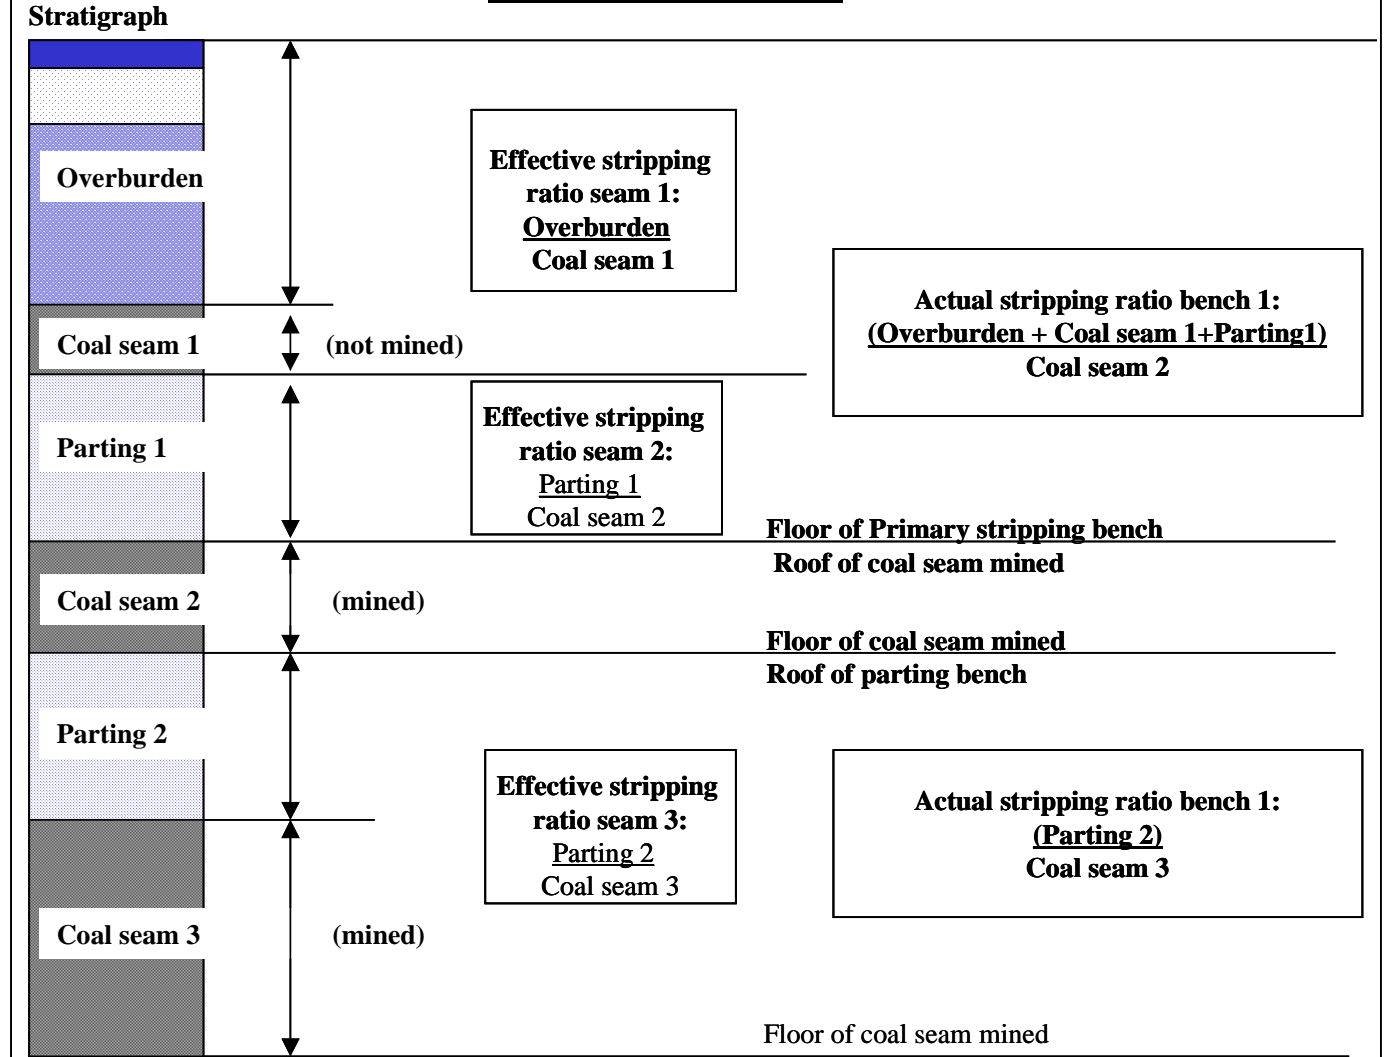 Stratigraph
Overburden
Effective stripping
ratio seam 1:
Overburden
Coal seam 1
Actual stripping ratio bench 1:
(Overburden + Coal seam 1+Parting1)
Coal seam 2
Coal seam 1
(not mined)
Parting 1
Effective stripping
ratio seam 2:
Parting 1
Coal seam 2
Floor of Primary stripping bench
Roof of coal seam mined
Coal seam 2
(mined)
Floor of coal seam mined
Roof of parting bench
Parting 2
Effective stripping
ratio seam 3:
Parting 2
Coal seam 3
Actual stripping ratio bench 1:
(Parting 2)
Coal seam 3
Coal seam 3
(mined)
Floor of coal seam mined